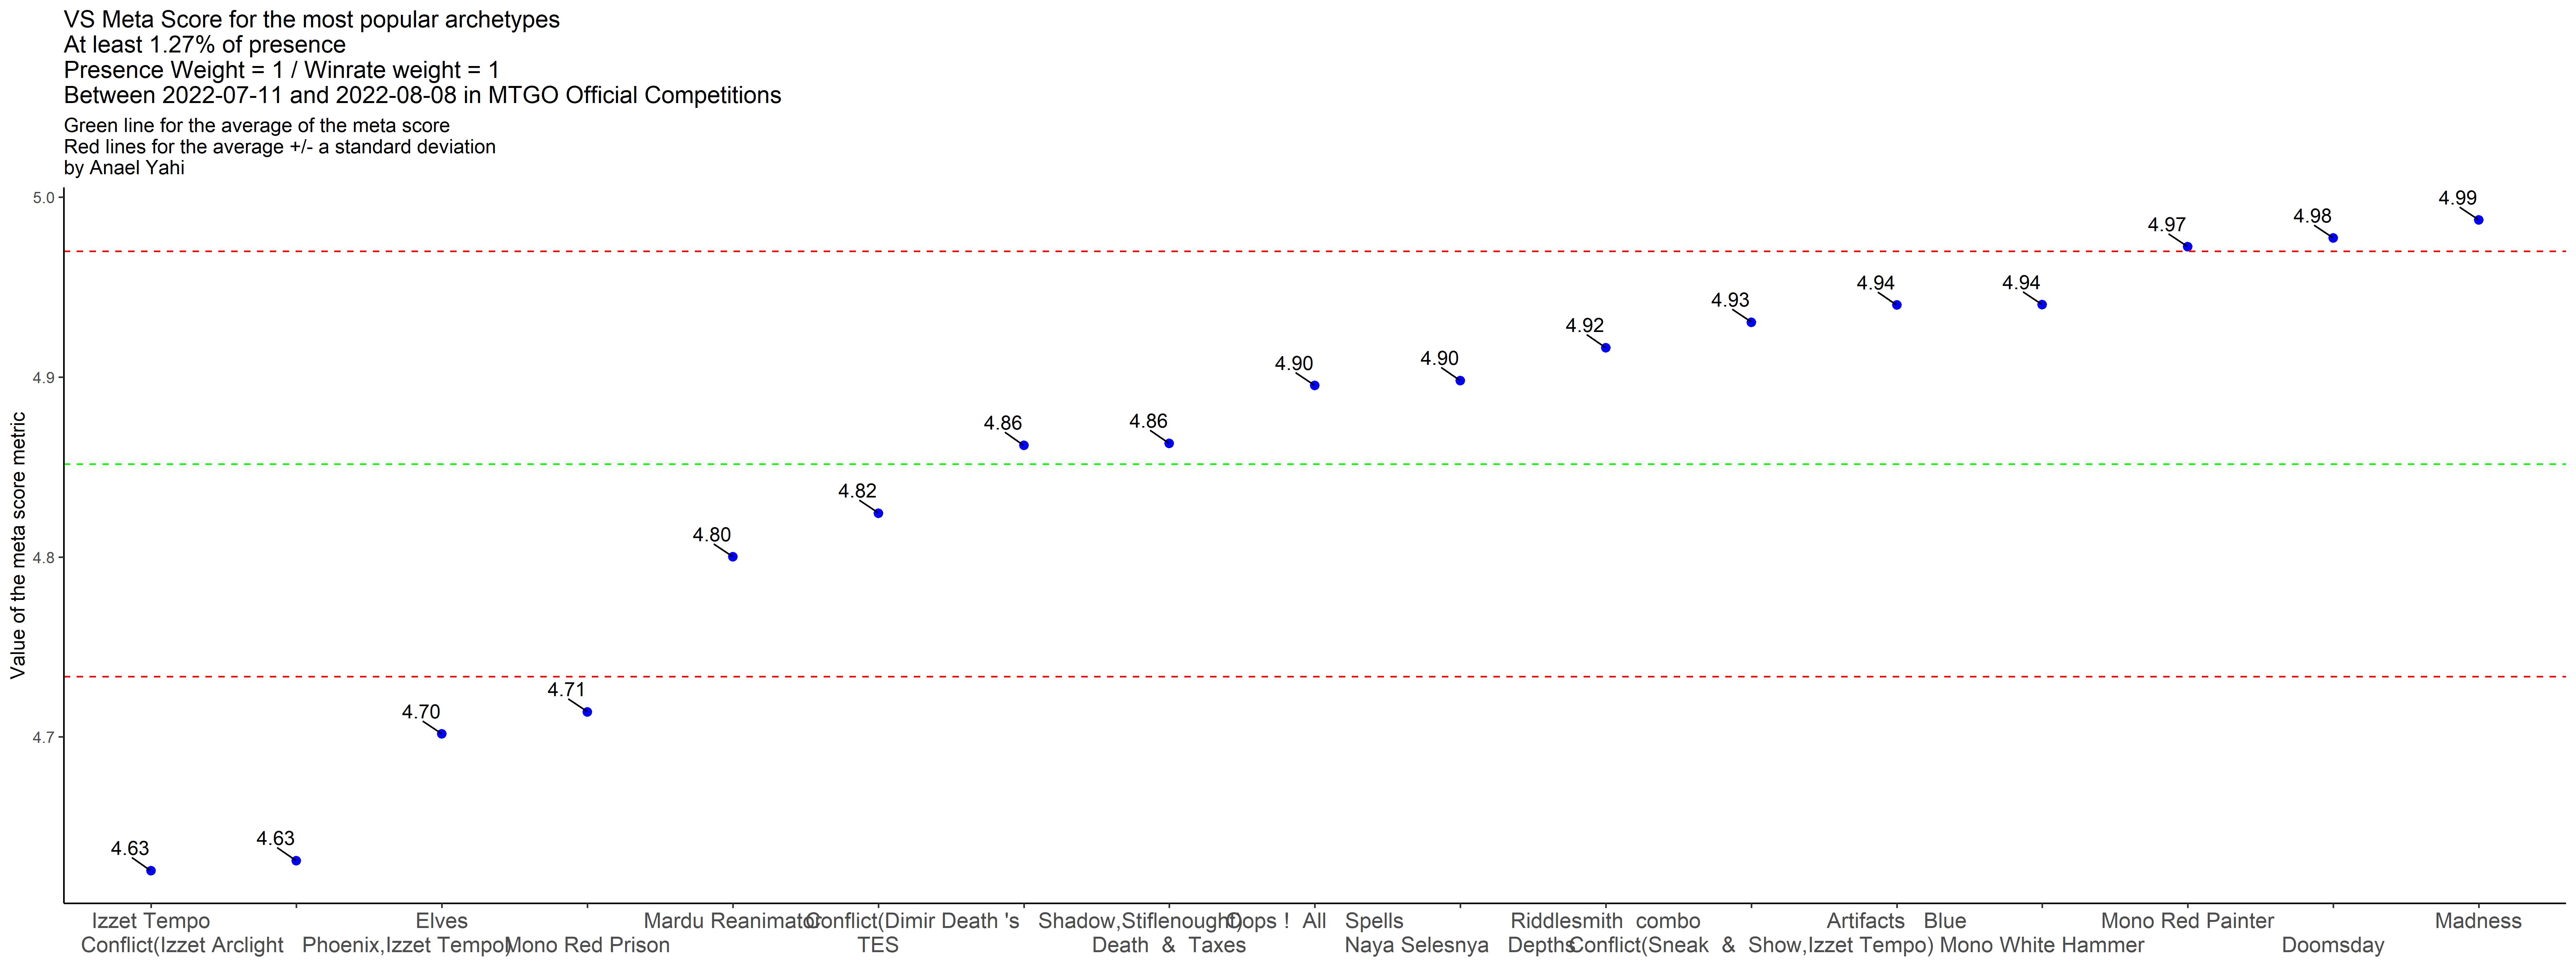 VS Meta Score for the most popular archetypes
At least 1.27% of presence
Presence Weight = 1 / Winrate weight = 1
Between 2022-07-11 and 2022-08-08 in MTGO Official Competitions
Green line for the average of the meta score
Red lines for the average +/- a standard deviation
by Anael Yahi
Value of the meta score metric
5.0
4.9
4.8
4.7
4.63
4.63
4.70
4.71
4.80
4.82
4.86
4.86
4.90
4.90
4.92
4.93
4.94
4.94
4.97
4.98
4.99
Izzet Tempo
Conflict(Izzet Arclight Phoenix,Izzet Tempo)
Elves
Mono Red Prison
Mardu Reanimator
TES
Conflict(Dimir Death 's Shadow,Stiflenought)
Death & Taxes
Oops ! All Spells
Naya Selesnya Depths
Riddlesmith combo
Conflict(Sneak & Show,Izzet Tempo)
Artifacts Blue
Mono White Hammer
Mono Red Painter
Doomsday
Madness